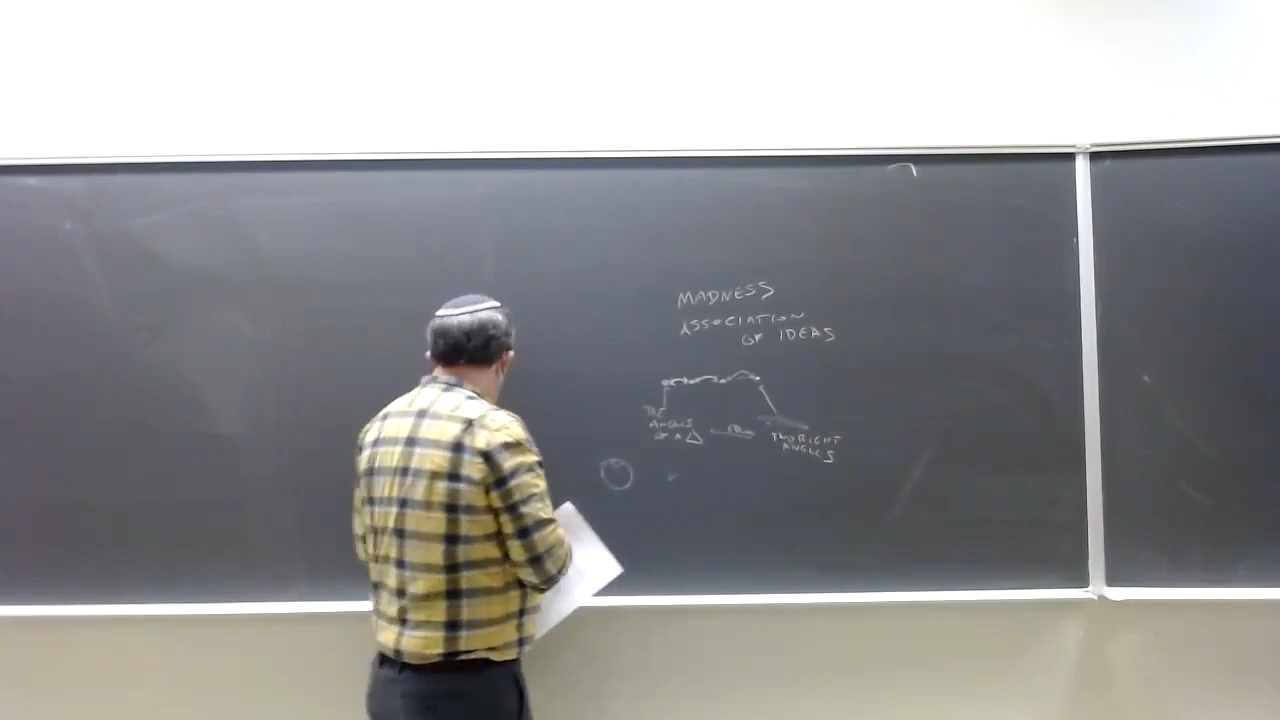 MADNESS
ASSOCIATION
OF IDEAS
THE
ANGLES
OF A △
TWO RIGHT
ANGLES